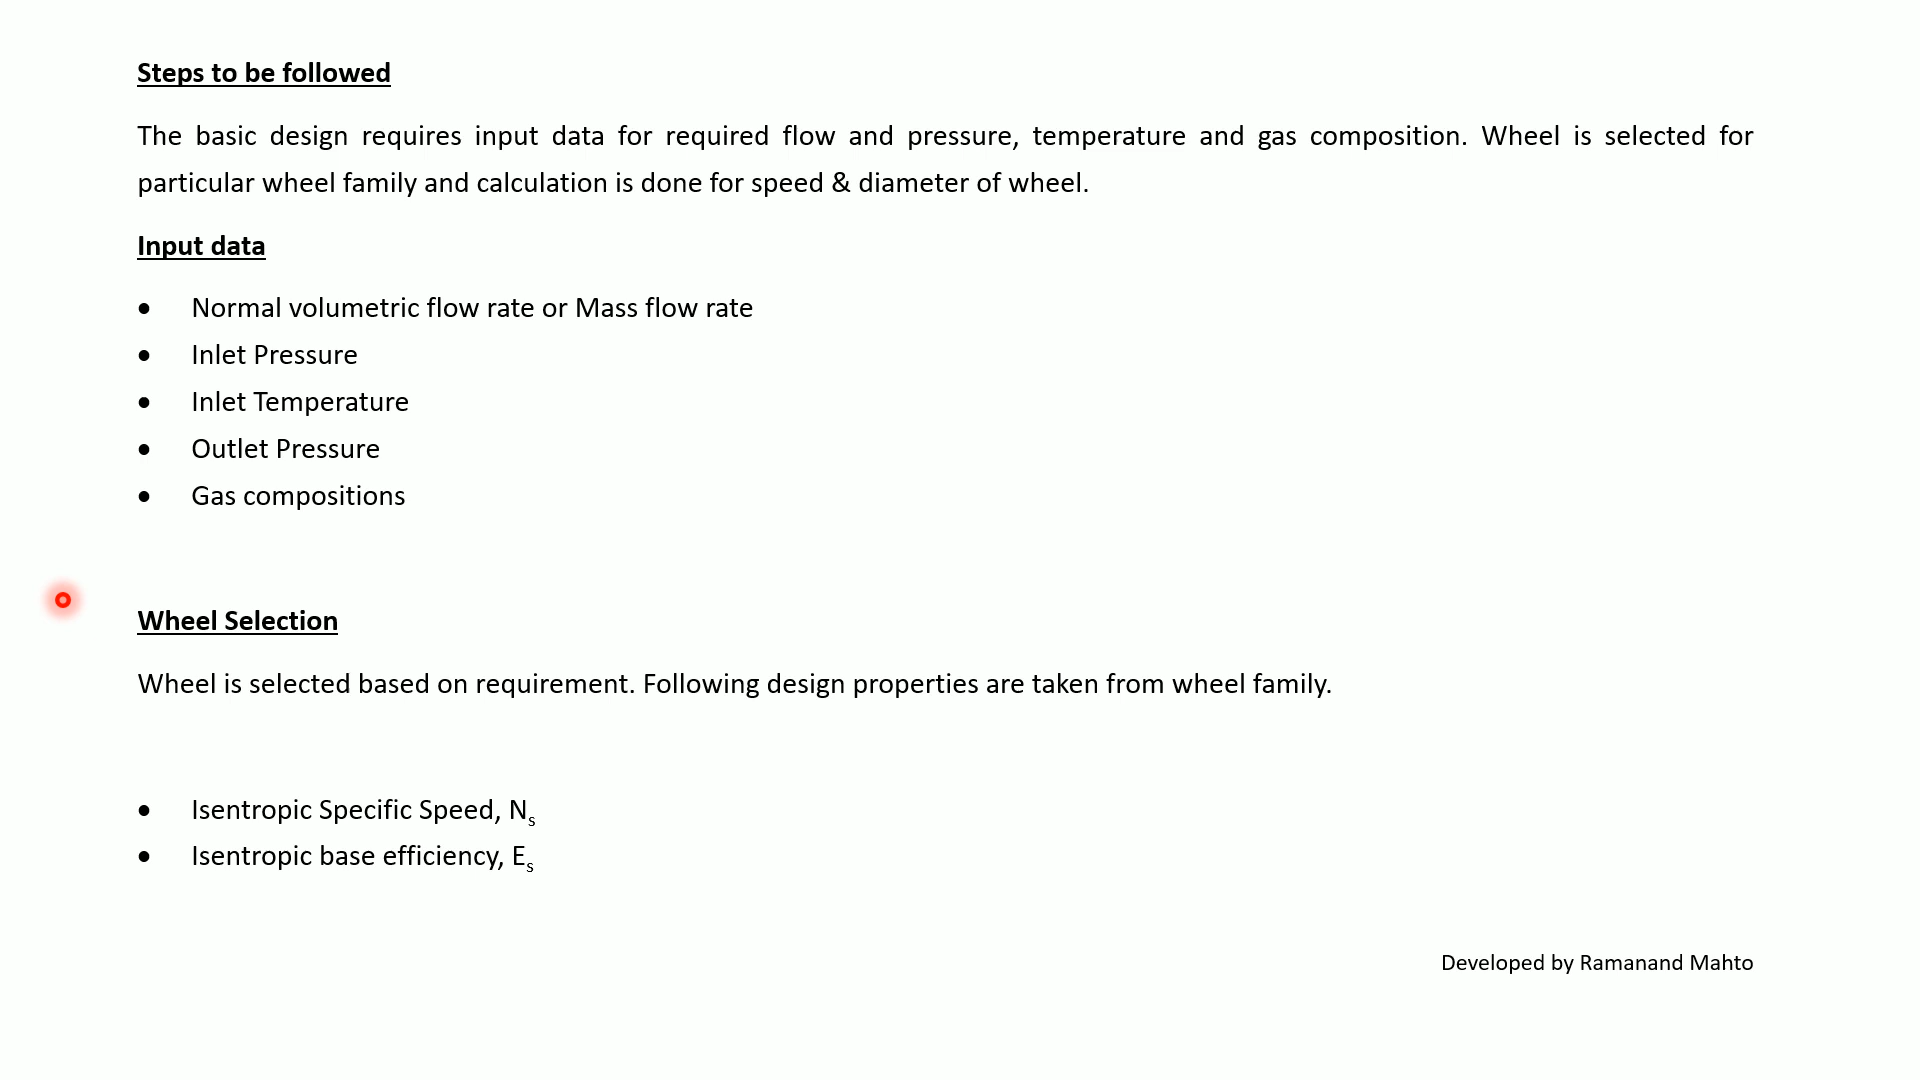 Steps to be followed
The basic design requires input data for required flow and pressure, temperature and gas composition. Wheel is selected for
particular wheel family and calculation is done for speed & diameter of wheel.
Input data
• Normal volumetric flow rate or Mass flow rate
• Inlet Pressure
• Inlet Temperature
• Outlet Pressure
• Gas compositions
Wheel Selection
Wheel is selected based on requirement. Following design properties are taken from wheel family.
• Isentropic Specific Speed, Ns
• Isentropic base efficiency, Es
Developed by Ramanand Mahto